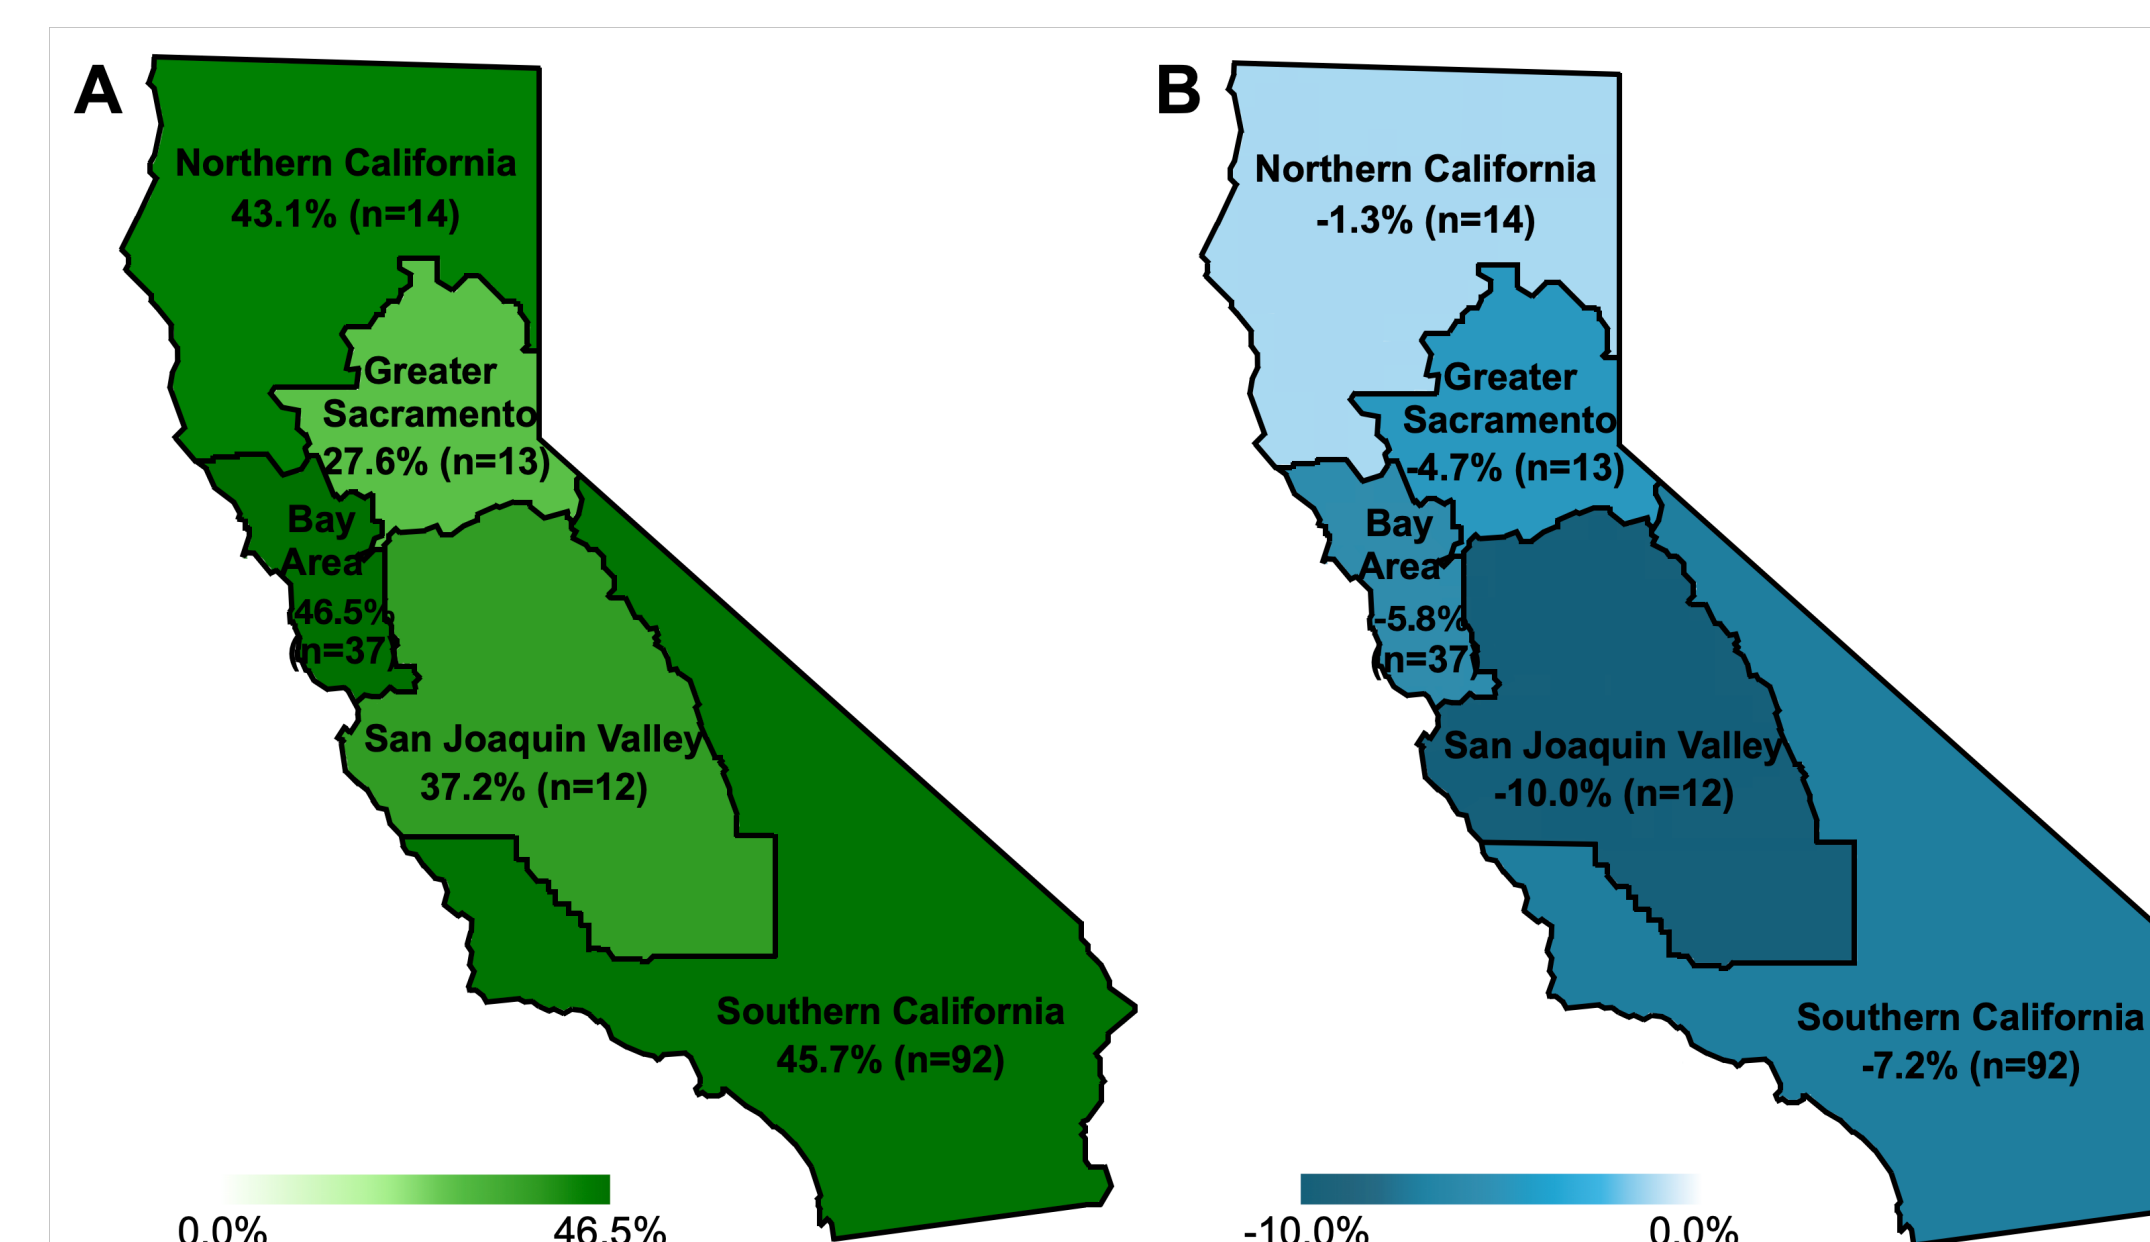 A
Northern California
43.1% (n=14)
Greater
Sacramento
27.6% (n=13)
Bay
Area
46.5%
(n=37)
San Joaquin Valley
37.2% (n=12)
Southern California
45.7% (n=92)
0.0%
46.5%
B
Northern California
-1.3% (n=14)
Greater
Sacramento
-4.7% (n=13)
Bay
Area
-5.8%
(n=37)
San Joaquin Valley
-10.0% (n=12)
Southern California
-7.2% (n=92)
-10.0%
0.0%